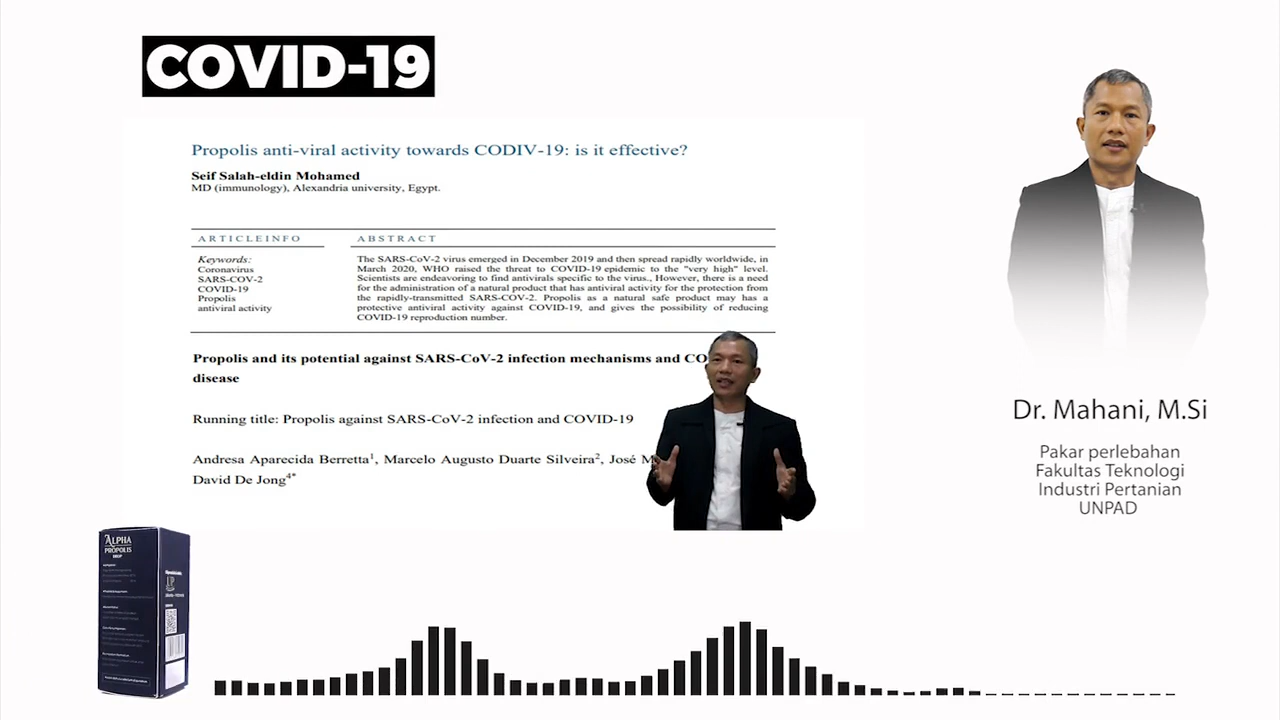 COVID-19
Propolis anti-viral activity towards CODIV-19: is it effective?
Seif Salah-eldin Mohamed
MD (immunology), Alexandria university, Egypt.
ARTICLEINFO
ABSTRACT
Keywords:
Coronavirus
SARS-COV-2
COVID-19
Propolis
antiviral activity
The SARS-CoV-2 virus emerged in December 2019 and then spread rapidly worldwide, in
March 2020, WHO raised the threat to COVID-19 epidemic to the "very high" level.
Scientists are endeavoring to find antivirals specific to the virus., However, there is a need
for the administration of a natural product that has antiviral activity for the protection from
the rapidly-transmitted SARS-COV-2. Propolis as a natural safe product may has a
protective antiviral activity against COVID-19, and gives the possibility of reducing
COVID-19 reproduction number.
Propolis and its potential against SARS-CoV-2 infection mechanisms and CO
disease
Running title: Propolis against SARS-CoV-2 infection and COVID-19
Andresa Aparecida Berretta1, Marcelo Augusto Duarte Silveira2, José M
David De Jong4*
Dr. Mahani, M.Si
Pakar perlebahan
Fakultas Teknologi
Industri Pertanian
UNPAD
ALPHA
PROPOLIS